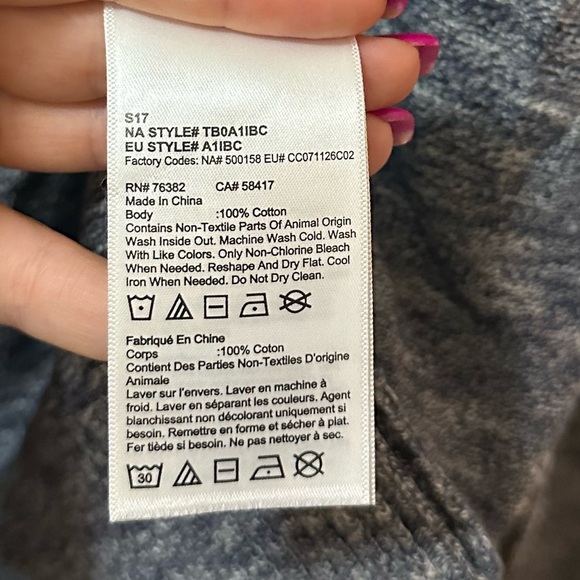 S17
NA STYLE# TB0A1IBC
EU STYLE# A1IBC
Factory Codes: NA# 500158 EU# CC071126C02
RN# 76382 CA# 58417
Made In China
Body :100% Cotton
Contains Non-Textile Parts Of Animal Origin
Wash Inside Out. Machine Wash Cold. Wash
With Like Colors. Only Non-Chlorine Bleach
When Needed. Reshape And Dry Flat. Cool
Iron When Needed. Do Not Dry Clean.
Fabriqué En Chine
Corps :100% Coton
Contient Des Parties Non-Textiles D'origine
Animale
Laver sur l'envers. Laver en machine à
froid. Laver en séparant les couleurs. Agent
blanchissant non décolorant uniquement si
besoin. Remettre en forme et sécher à plat.
Fer tiède si besoin. Ne pas nettoyer à sec.
30